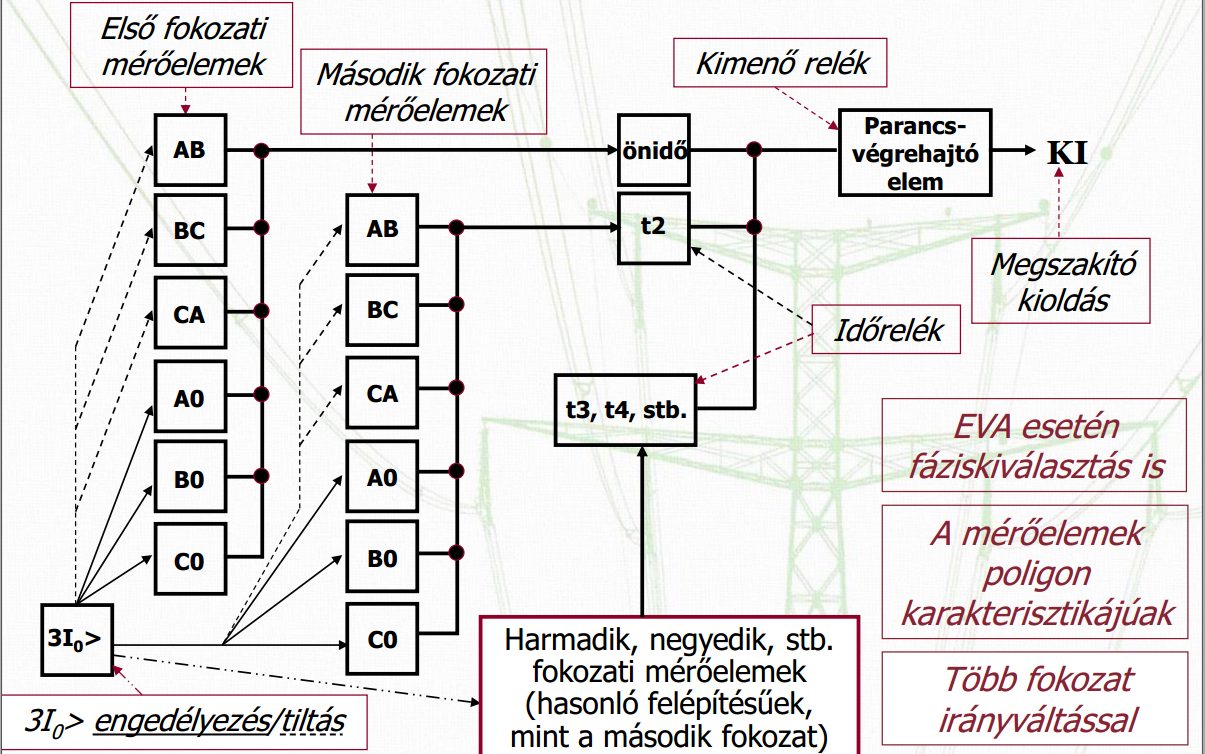 Első fokozati
mérőelemek
Második fokozati
mérőelemek
Kimenő relék
AB
BC
CA
A0
B0
C0
AB
BC
CA
A0
B0
C0
önidő
t2
t3, t4, stb.
Parancs-
végrehajtó
elem
KI
Megszakító
kioldás
Időrelék
EVA esetén
fáziskiválasztás is
A mérőelemek
poligon
karakterisztikájúak
Több fokozat
irányváltással
3I₀>
3I₀> engedélyezés/tiltás
Harmadik, negyedik, stb.
fokozati mérőelemek
(hasonló felépítésűek,
mint a második fokozat)